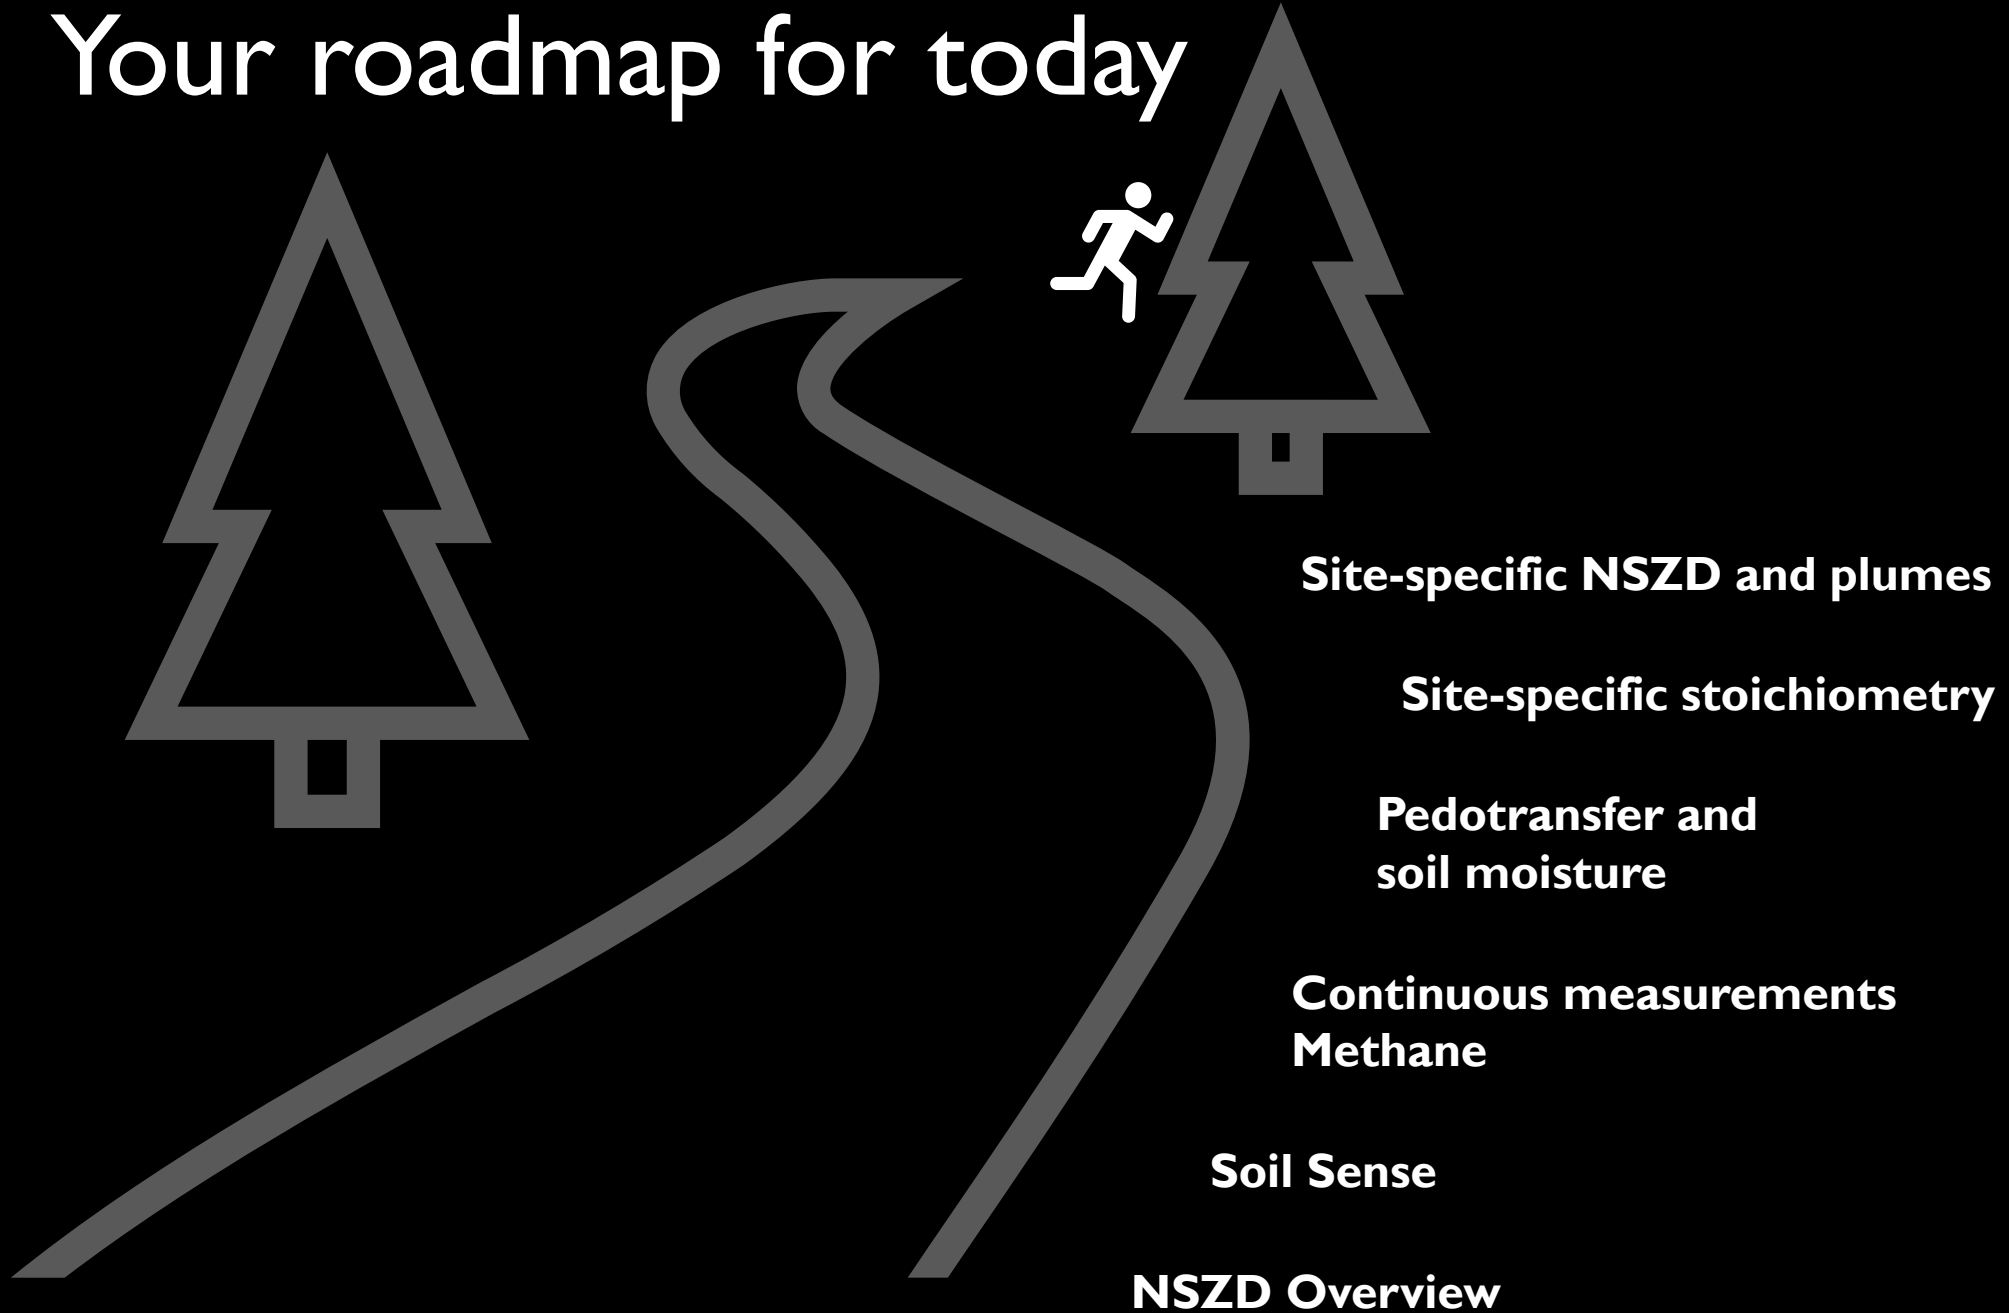 Your roadmap for today
Site-specific NSZD and plumes
Site-specific stoichiometry
Pedotransfer and
soil moisture
Continuous measurements
Methane
Soil Sense
NSZD Overview